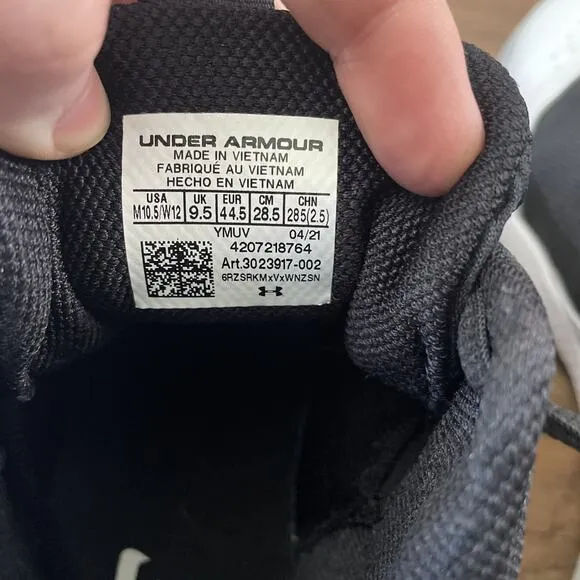 UNDER ARMOUR
MADE IN VIETNAM
FABRIQUÉ AU VIETNAM
HECHO EN VIETNAM
USA UK EUR CM CHN
M10.5/W12 9.5 44.5 28.5 285(2.5)
YMUV 04/21
4207218764
Art.3023917-002
6RZSRKMxVxWNZSN